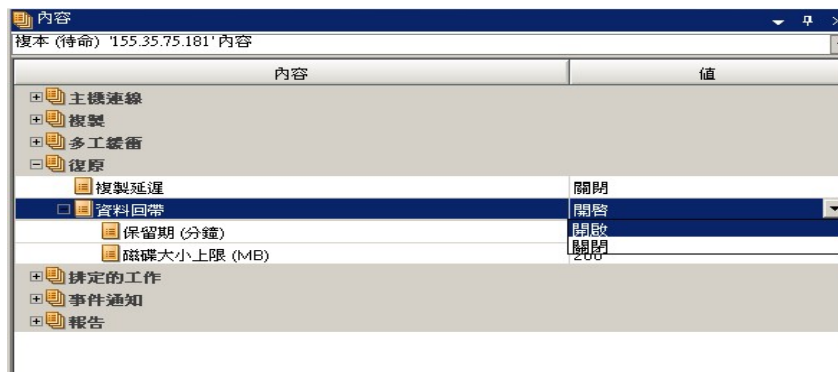 內容
複本 (待命) '155.35.75.181' 內容
內容 值
主機連線
複製
多工緩衝
復原
複製延遲 關閉
資料回帶 開啓
保留期 (分鐘) 開啟
關閉
磁碟大小上限 (MB) 200
排定的工作
事件通知
報告